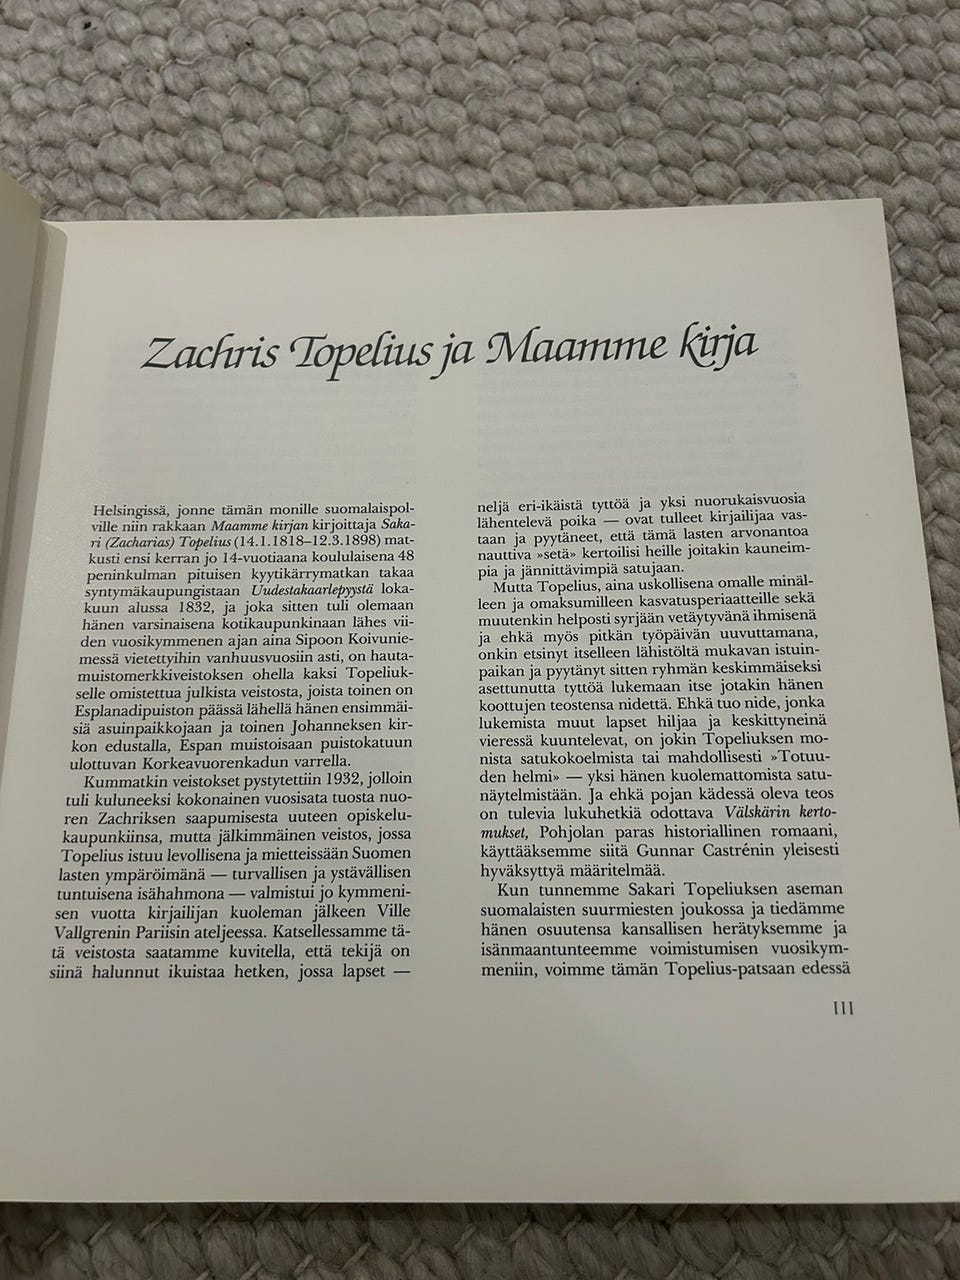 Zachris Topelius ja Maamme kirja
Helsingissä, jonne tämän monille suomalaispol-
ville niin rakkaan Maamme kirjan kirjoittaja Saka-
ri (Zacharias) Topelius (14.1.1818–12.3.1898) mat-
kusti ensi kerran jo 14-vuotiaana koululaisena 48
peninkulman pituisen kyytikärrymatkan takaa
syntymäkaupungistaan Uudestakaarlepyystä loka-
kuun alussa 1832, ja joka sitten tuli olemaan
hänen varsinaisena kotikaupunkinaan lähes vii-
den vuosikymmenen ajan aina Sipoon Koivunie-
messä vietettyihin vanhuusvuosiin asti, on hauta-
muistomerkkiveistoksen ohella kaksi Topeliuk-
selle omistettua julkista veistosta, joista toinen on
Esplanadipuiston päässä lähellä hänen ensimmäi-
siä asuinpaikkojaan ja toinen Johanneksen kir-
kon edustalla, Espan muistoisaan puistokatuun
ulottuvan Korkeavuorenkadun varrella.
Kummatkin veistokset pystytettiin 1932, jolloin
tuli kuluneeksi kokonainen vuosisata tuosta nuo-
ren Zachriksen saapumisesta uuteen opiskelu-
kaupunkiinsa, mutta jälkimmäinen veistos, jossa
Topelius istuu levollisena ja mietteissään Suomen
lasten ympäröimänä — turvallisen ja ystävällisen
tuntuisena isähahmona — valmistui jo kymmeni-
sen vuotta kirjailijan kuoleman jälkeen Ville
Vallgrenin Pariisin ateljeessa. Katsellessamme tä-
tä veistosta saatamme kuvitella, että tekijä on
siinä halunnut ikuistaa hetken, jossa lapset —
neljä eri-ikäistä tyttöä ja yksi nuorukaisvuosia
lähentelevä poika — ovat tulleet kirjailijaa vas-
taan ja pyytäneet, että tämä lasten arvonantoa
nauttiva »setä» kertoilisi heille joitakin kauneim-
pia ja jännittävimpiä satujaan.
Mutta Topelius, aina uskollisena omalle minäl-
leen ja omaksumilleen kasvatusperiaatteille sekä
muutenkin helposti syrjään vetäytyvänä ihmisenä
ja ehkä myös pitkän työpäivän uuvuttamana,
onkin etsinyt itselleen lähistöltä mukavan istuin-
paikan ja pyytänyt sitten ryhmän keskimmäiseksi
asettunutta tyttöä lukemaan itse jotakin hänen
koottujen teostensa nidettä. Ehkä tuo nide, jonka
lukemista muut lapset hiljaa ja keskittyneinä
vieressä kuuntelevat, on jokin Topeliuksen mo-
nista satukokoelmista tai mahdollisesti »Totuu-
den helmi» — yksi hänen kuolemattomista satu-
näytelmistään. Ja ehkä pojan kädessä oleva teos
on tulevia lukuhetkiä odottava Välskärin kerto-
mukset, Pohjolan paras historiallinen romaani,
käyttääksemme siitä Gunnar Castrénin yleisesti
hyväksyttyä määritelmää.
Kun tunnemme Sakari Topeliuksen aseman
suomalaisten suurmiesten joukossa ja tiedämme
hänen osuutensa kansallisen herätyksemme ja
isänmaantunteemme voimistumisen vuosikym-
meniin, voimme tämän Topelius-patsaan edessä
III